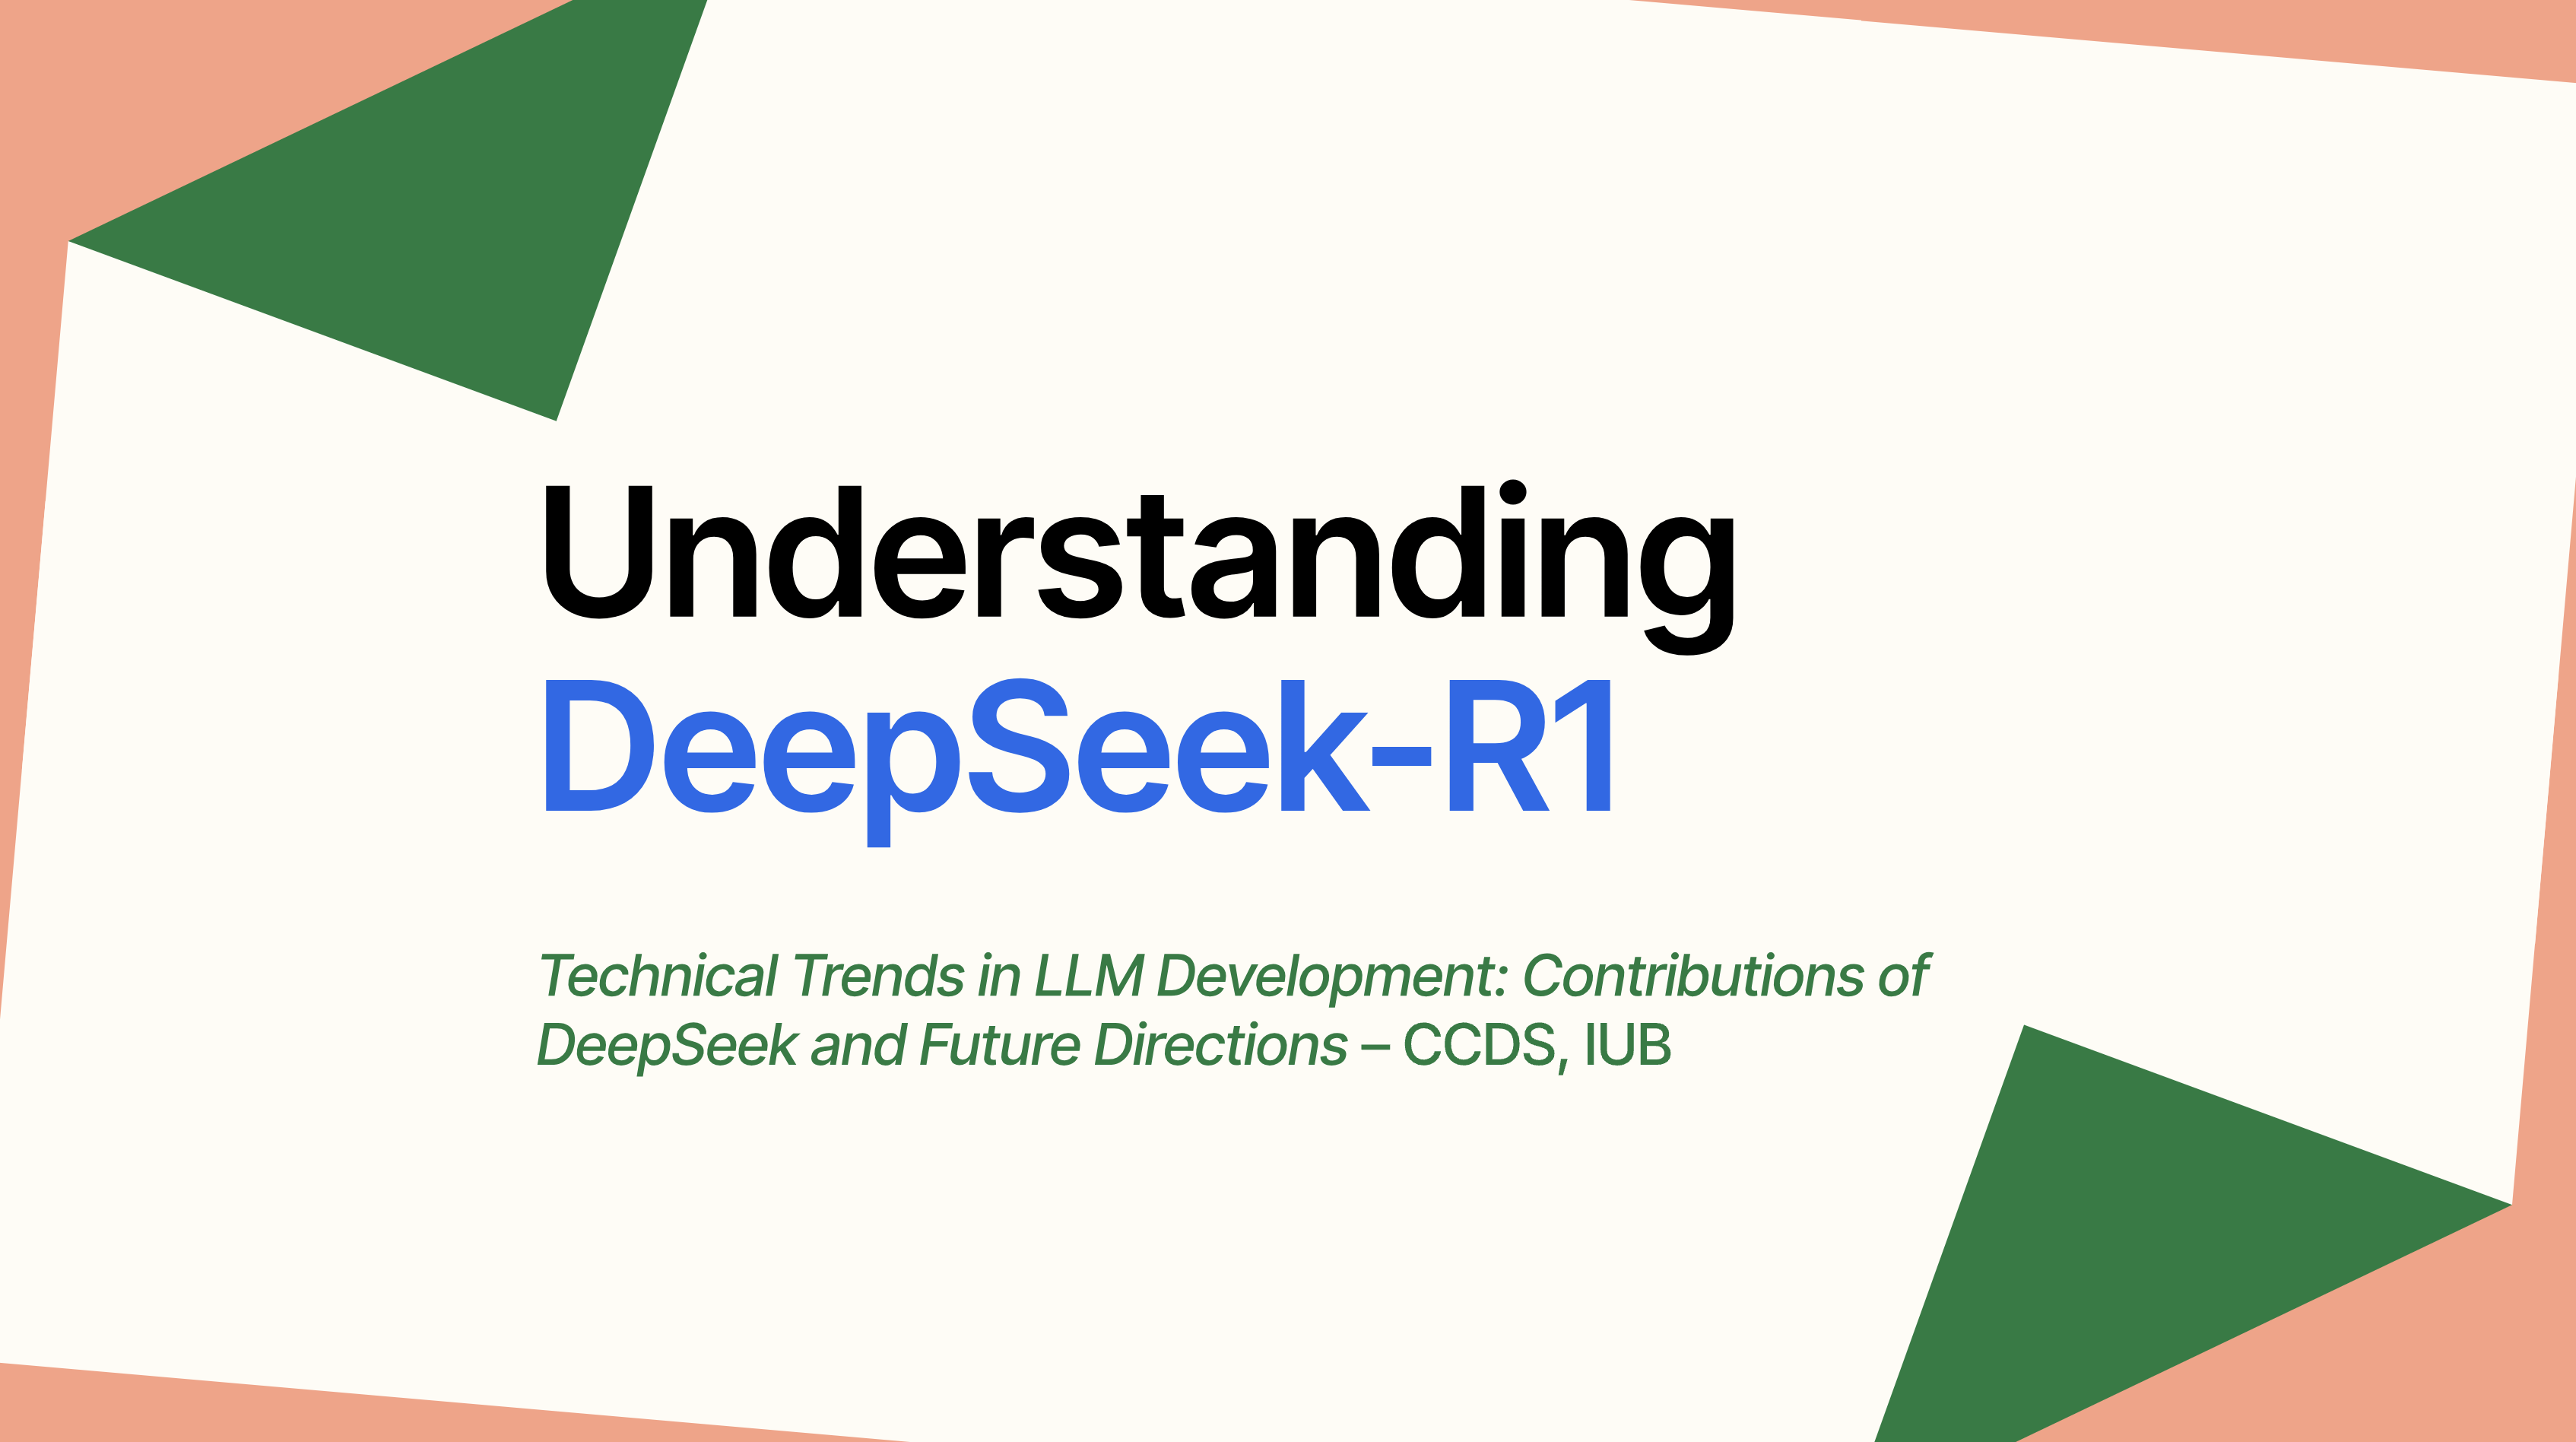 Understanding
DeepSeek-R1
Technical Trends in LLM Development: Contributions of
DeepSeek and Future Directions – CCDS, IUB